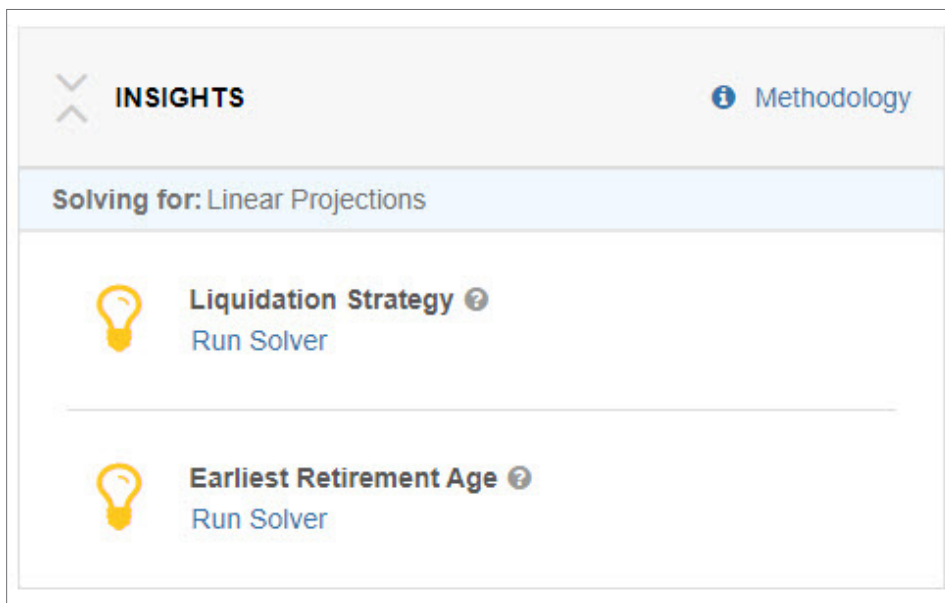 INSIGHTS
Methodology
Solving for: Linear Projections
Liquidation Strategy
Run Solver
Earliest Retirement Age
Run Solver